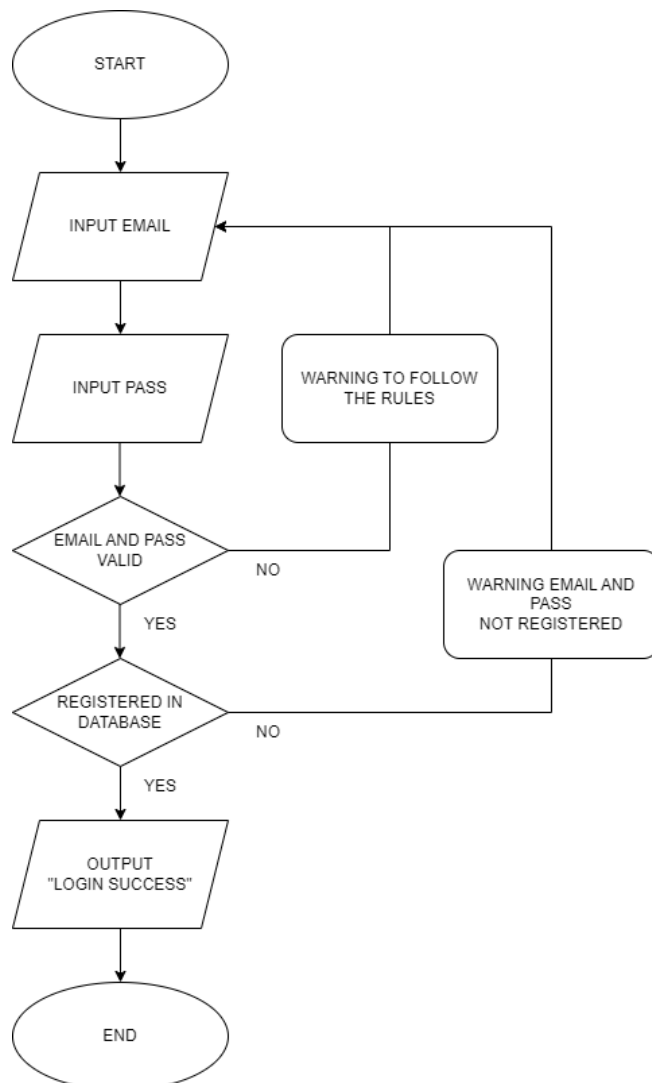 START
INPUT EMAIL
INPUT PASS
WARNING TO FOLLOW
THE RULES
EMAIL AND PASS
VALID
NO
YES
WARNING EMAIL AND
PASS
NOT REGISTERED
REGISTERED IN
DATABASE
NO
YES
OUTPUT
"LOGIN SUCCESS"
END